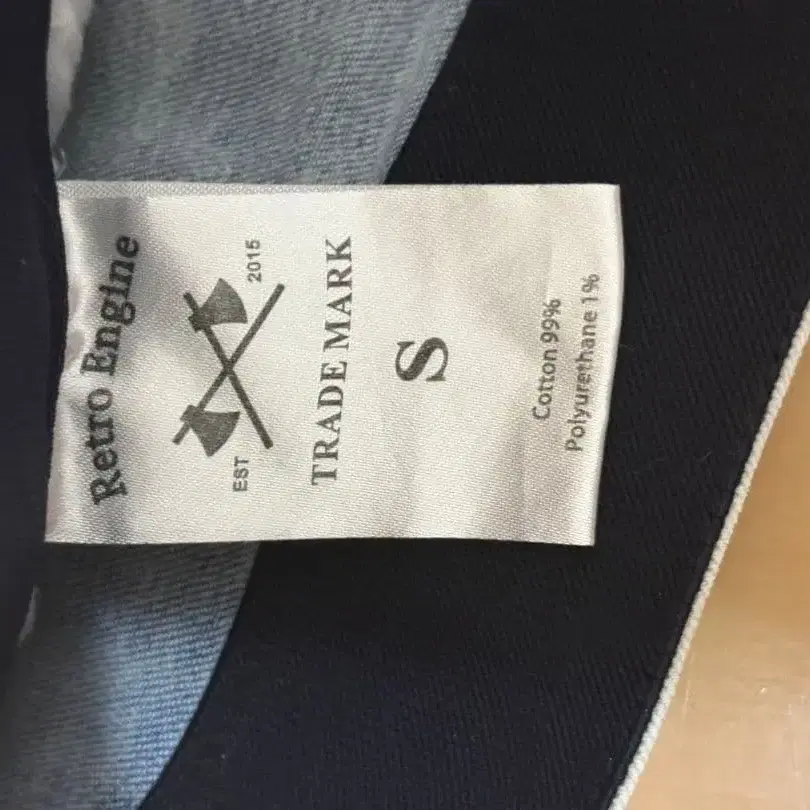 Retro Engine
EST 2015
TRADE MARK
S
Cotton 99%
Polyurethane 1%